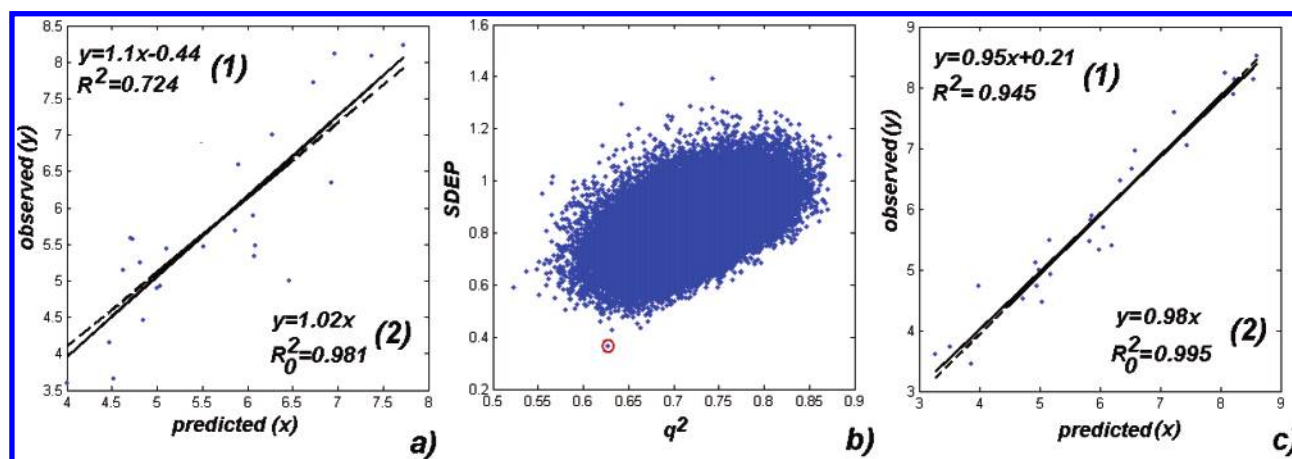 8.5
8
7.5
7
6.5
6
5.5
5
4.5
4
3.5
observed (y)
y=1.1x-0.44
R²=0.724
(1)
y=1.02x
R₀²=0.981
(2)
4 4.5 5 5.5 6 6.5 7 7.5 8
predicted (x)
a)
1.6
1.4
1.2
1
0.8
0.6
0.4
0.2
SDEP
0.5 0.55 0.6 0.65 0.7 0.75 0.8 0.85 0.9
q²
b)
9
8
7
6
5
4
3
observed (y)
y=0.95x+0.21
R²= 0.945
(1)
y=0.98x
R₀²=0.995
(2)
3 4 5 6 7 8 9
predicted (x)
c)